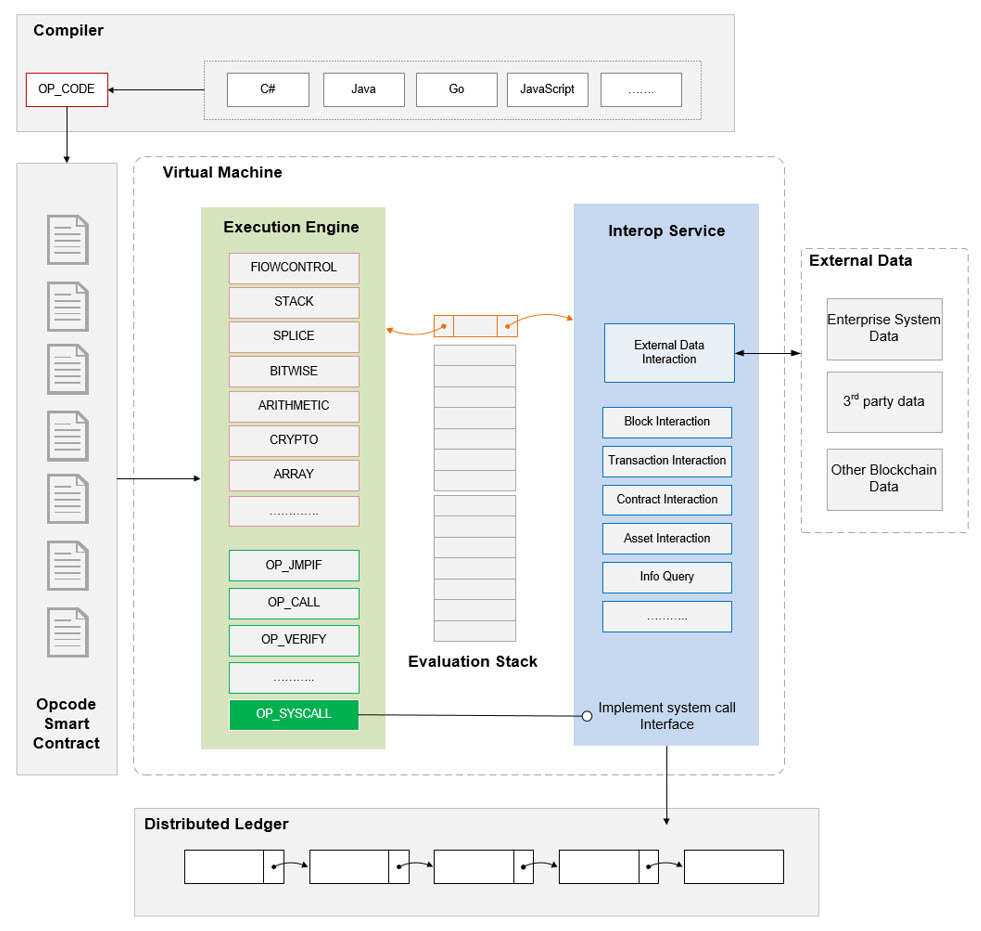 Compiler
OP_CODE
C#
Java
Go
JavaScript
.......
Virtual Machine
Execution Engine
FlOWCONTROL
STACK
SPLICE
BITWISE
ARITHMETIC
CRYPTO
ARRAY
.............
OP_JMPIF
OP_CALL
OP_VERIFY
...........
OP_SYSCALL
Evaluation Stack
Interop Service
External Data
Interaction
Block Interaction
Transaction Interaction
Contract Interaction
Asset Interaction
Info Query
...........
Implement system call
Interface
External Data
Enterprise System
Data
3rd party data
Other Blockchain
Data
Opcode
Smart
Contract
Distributed Ledger